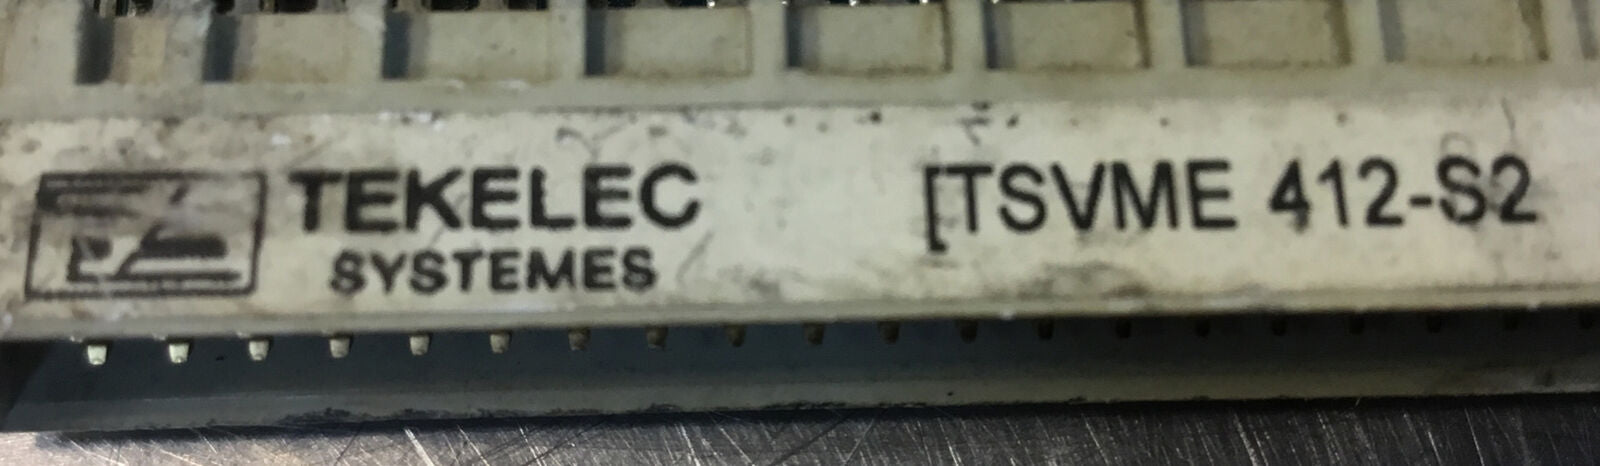 TEKELEC [TSVME 412-S2
SYSTEMES